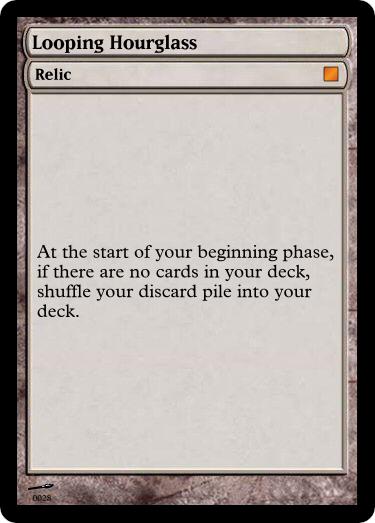 Looping Hourglass
Relic
At the start of your beginning phase,
if there are no cards in your deck,
shuffle your discard pile into your
deck.
0028